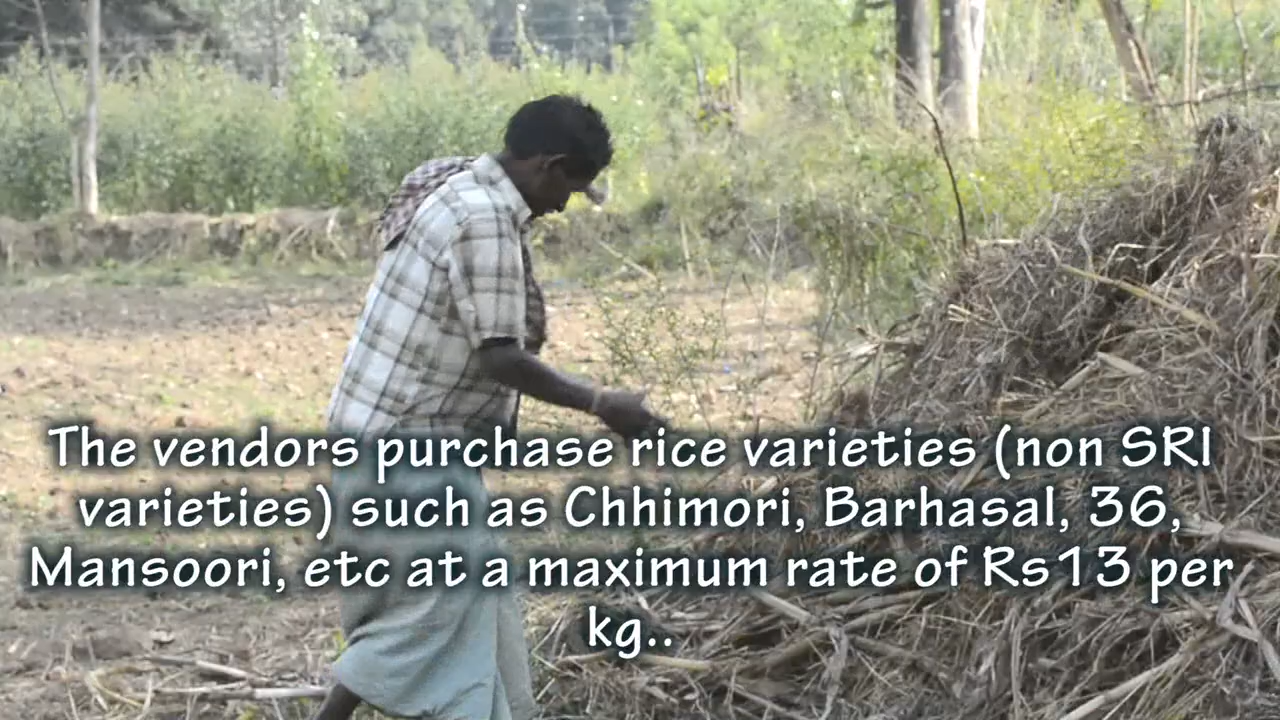 The vendors purchase rice varieties (non SRI
varieties) such as Chhimori, Barhasal, 36,
Mansoori, etc at a maximum rate of Rs13 per
kg..